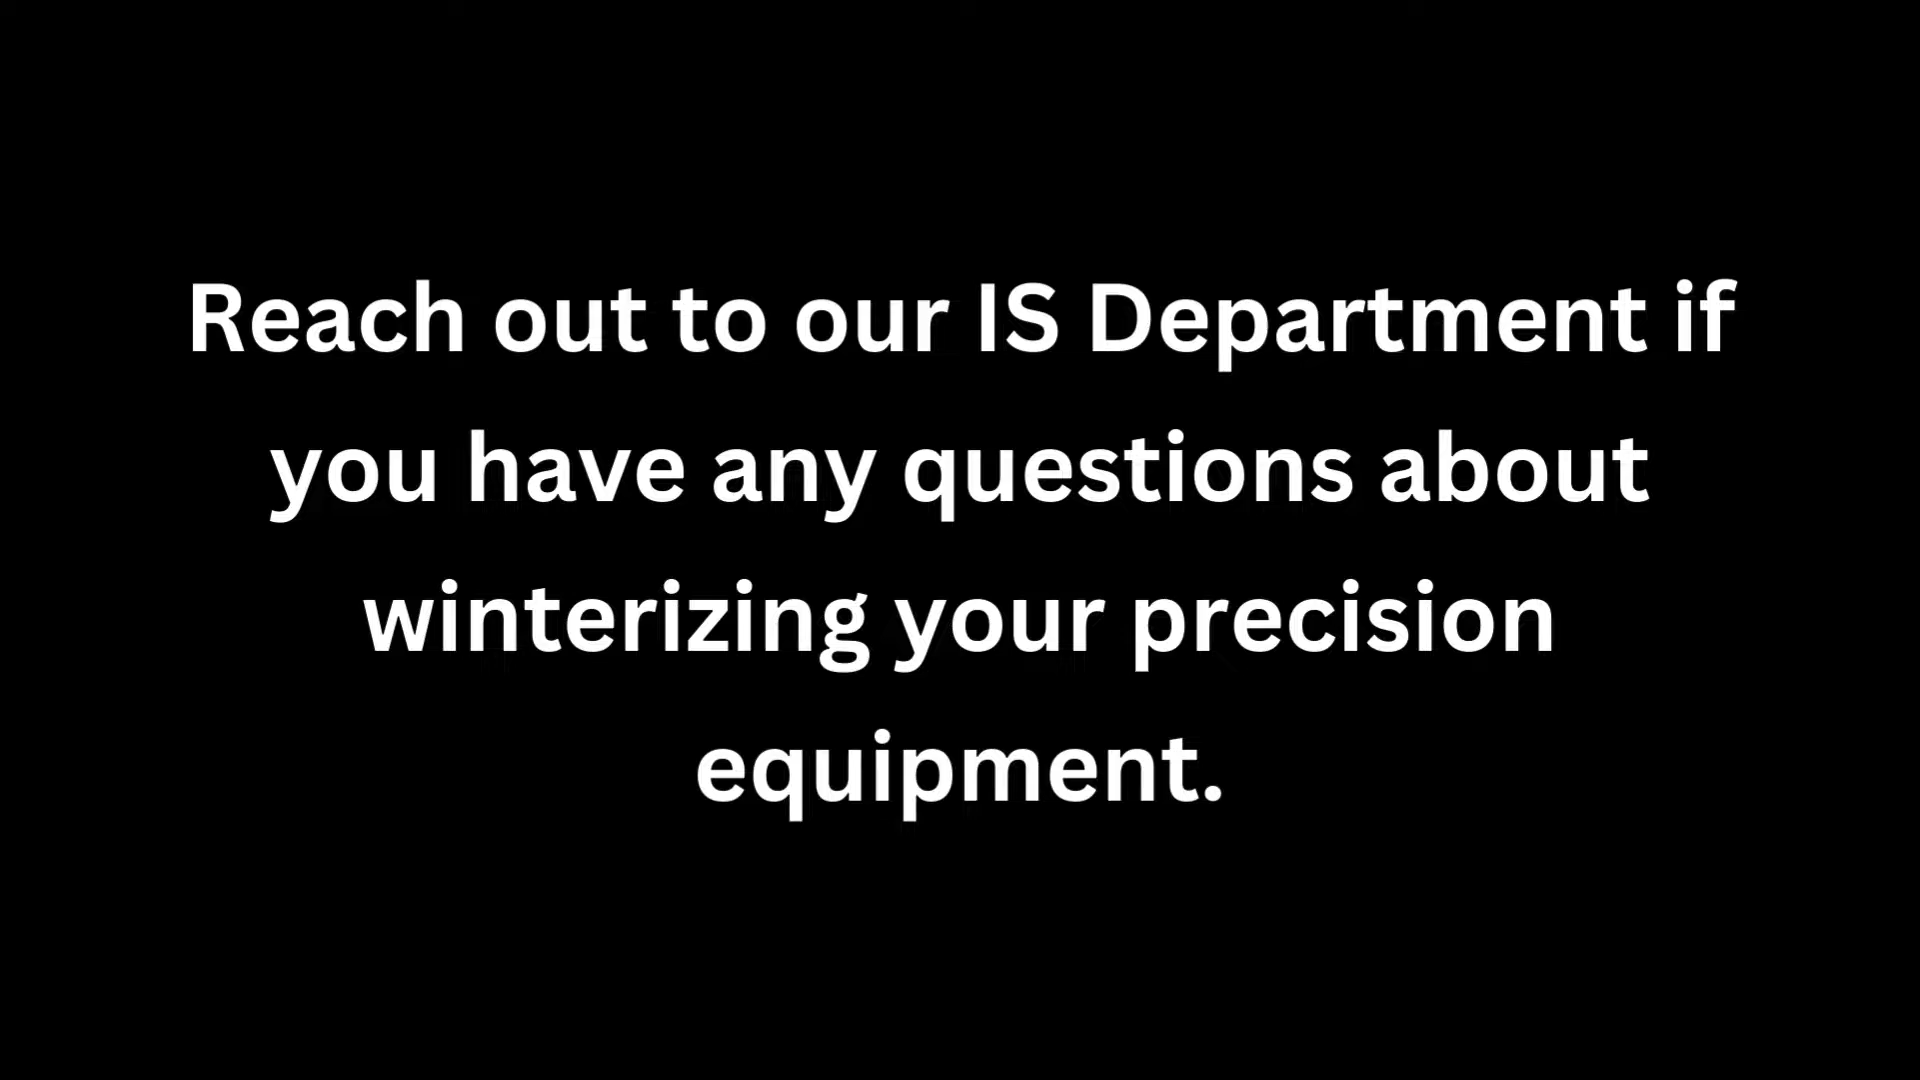 Reach out to our IS Department if
you have any questions about
winterizing your precision
equipment.